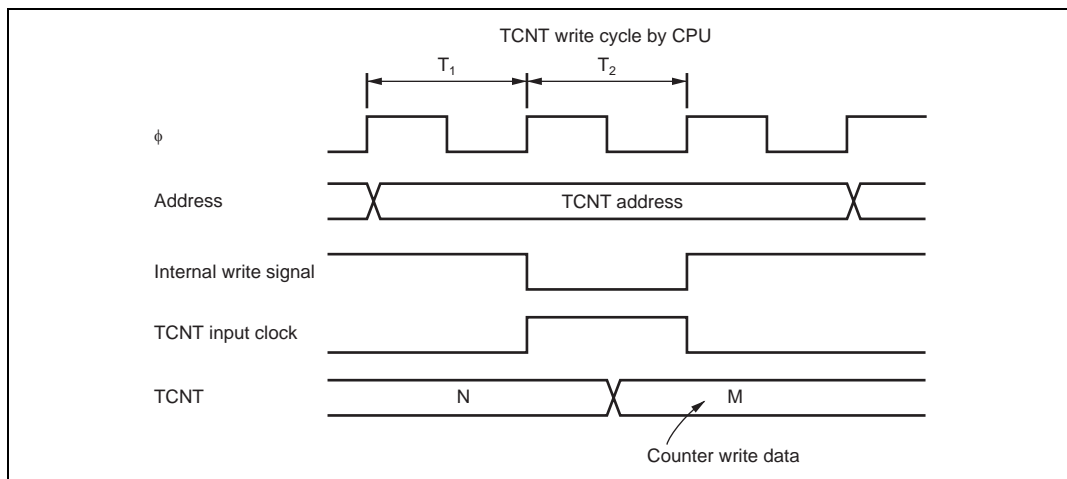 TCNT write cycle by CPU
T1 T2
φ
Address TCNT address
Internal write signal
TCNT input clock
TCNT N M
Counter write data